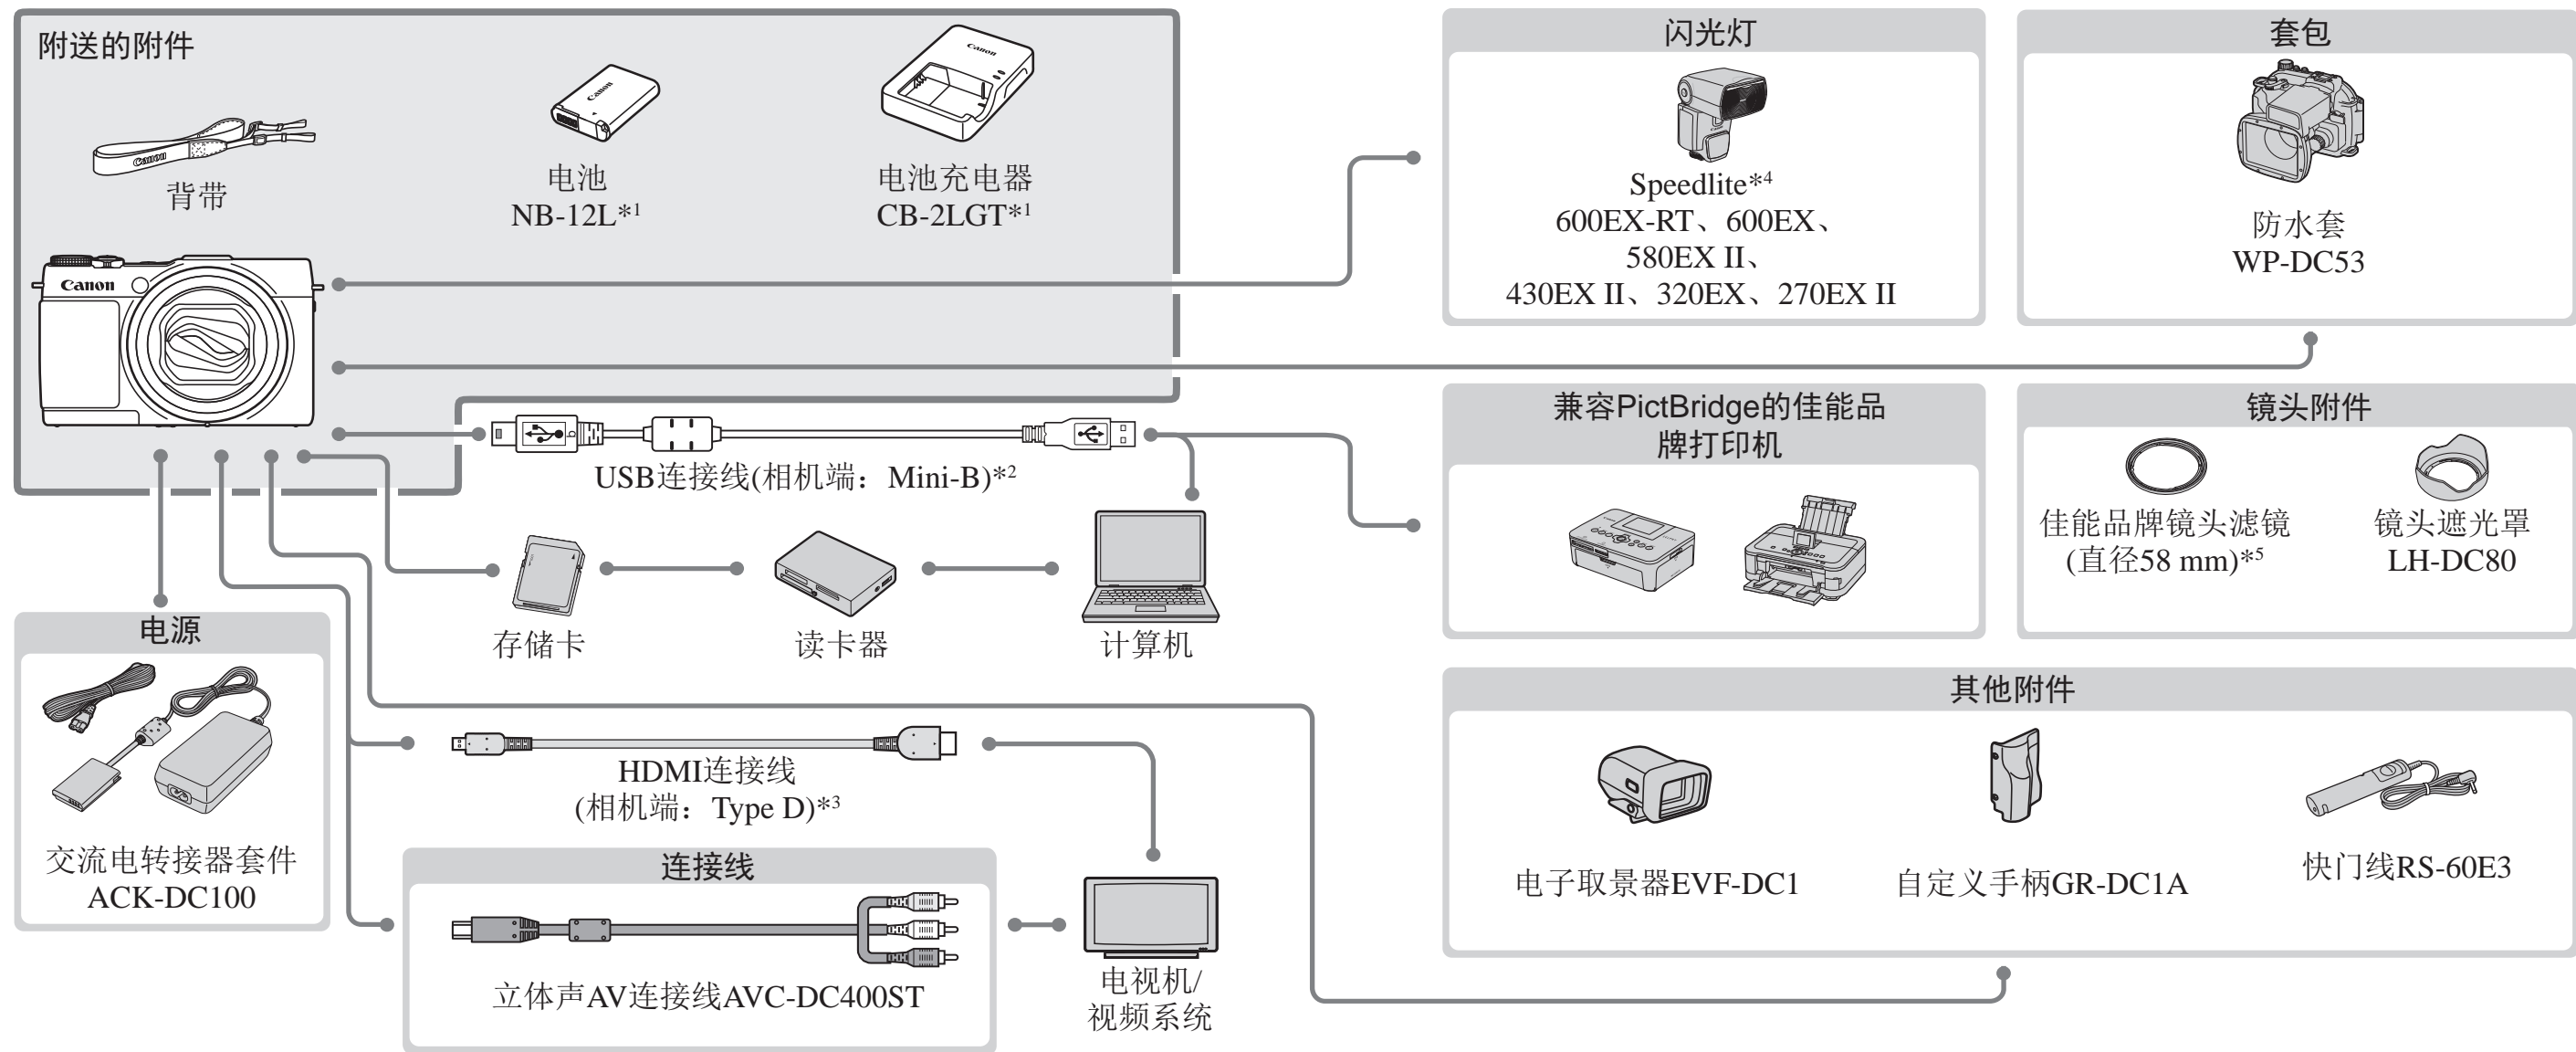 附送的附件
Canon
背带
Canon
电池
NB-12L*1
Canon
电池充电器
CB-2LGT*1
Canon
闪光灯
Speedlite*4
600EX-RT、600EX、
580EX II、
430EX II、320EX、270EX II
套包
防水套
WP-DC53
USB连接线(相机端：Mini-B)*2
兼容PictBridge的佳能品
牌打印机
镜头附件
佳能品牌镜头滤镜
(直径58 mm)*5
镜头遮光罩
LH-DC80
存储卡
读卡器
计算机
电源
交流电转接器套件
ACK-DC100
HDMI连接线
(相机端：Type D)*3
连接线
立体声AV连接线AVC-DC400ST
电视机/
视频系统
其他附件
电子取景器EVF-DC1
自定义手柄GR-DC1A
快门线RS-60E3